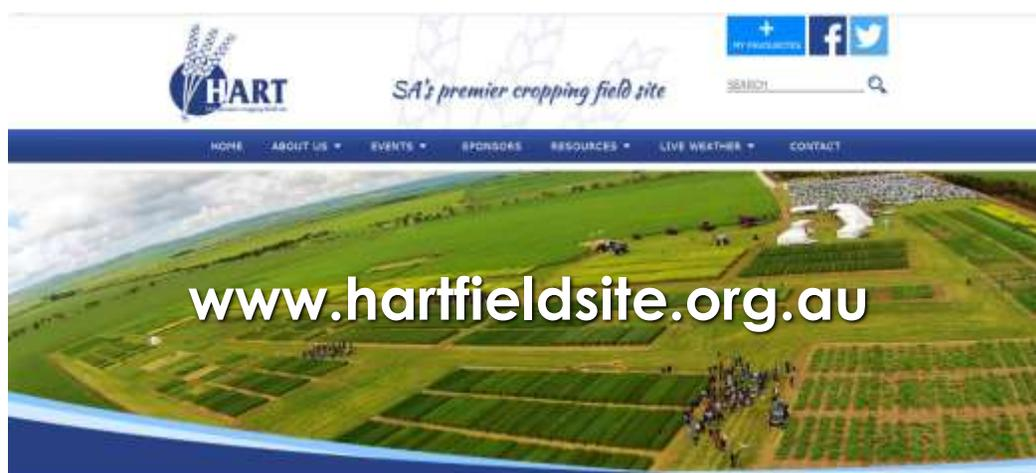 MY FAVOURITES
HART
SA's premier cropping field site
SEARCH
HOME ABOUT US EVENTS SPONSORS RESOURCES LIVE WEATHER CONTACT
www.hartfieldsite.org.au